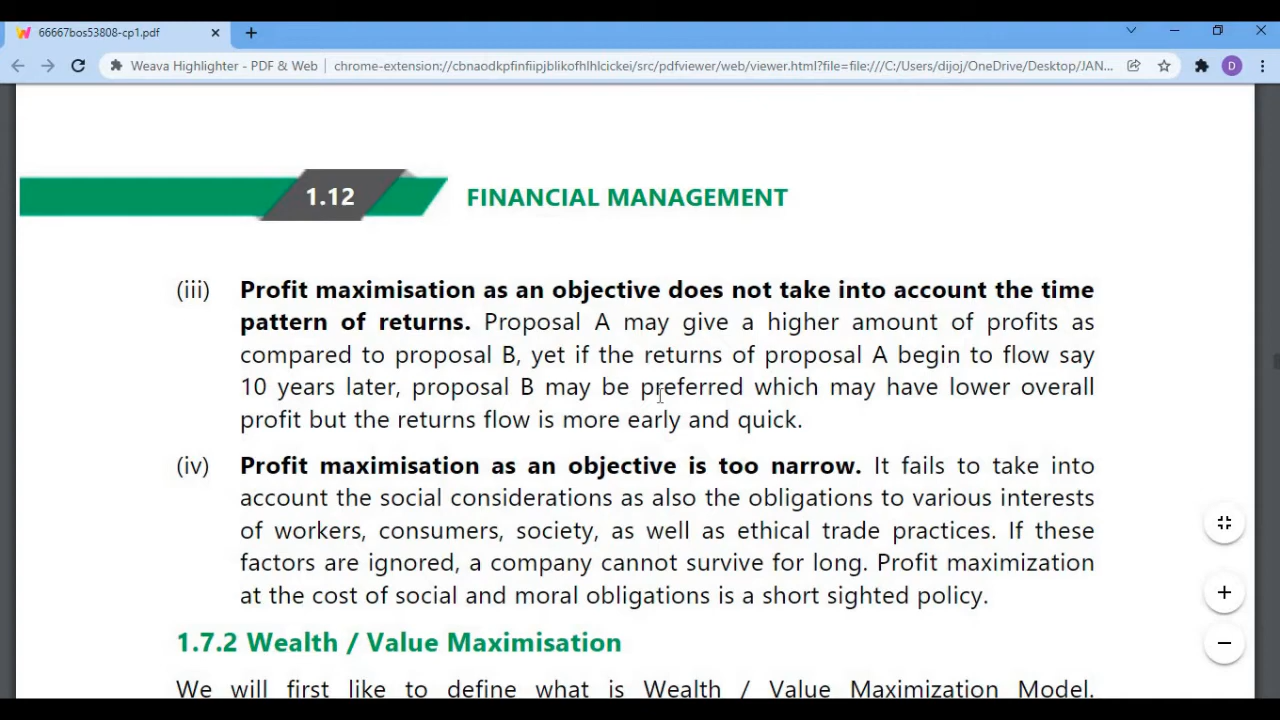 66667bos53808-cp1.pdf
Weava Highlighter - PDF & Web
chrome-extension://cbnaodkpfinfiipjblikofhlhlcickei/src/pdfviewer/web/viewer.html?file=file:///C:/Users/dijoj/OneDrive/Desktop/JAN...
D
1.12
FINANCIAL MANAGEMENT
(iii) Profit maximisation as an objective does not take into account the time
pattern of returns. Proposal A may give a higher amount of profits as
compared to proposal B, yet if the returns of proposal A begin to flow say
10 years later, proposal B may be preferred which may have lower overall
profit but the returns flow is more early and quick.
(iv) Profit maximisation as an objective is too narrow. It fails to take into
account the social considerations as also the obligations to various interests
of workers, consumers, society, as well as ethical trade practices. If these
factors are ignored, a company cannot survive for long. Profit maximization
at the cost of social and moral obligations is a short sighted policy.
1.7.2 Wealth / Value Maximisation
We will first like to define what is Wealth / Value Maximization Model.